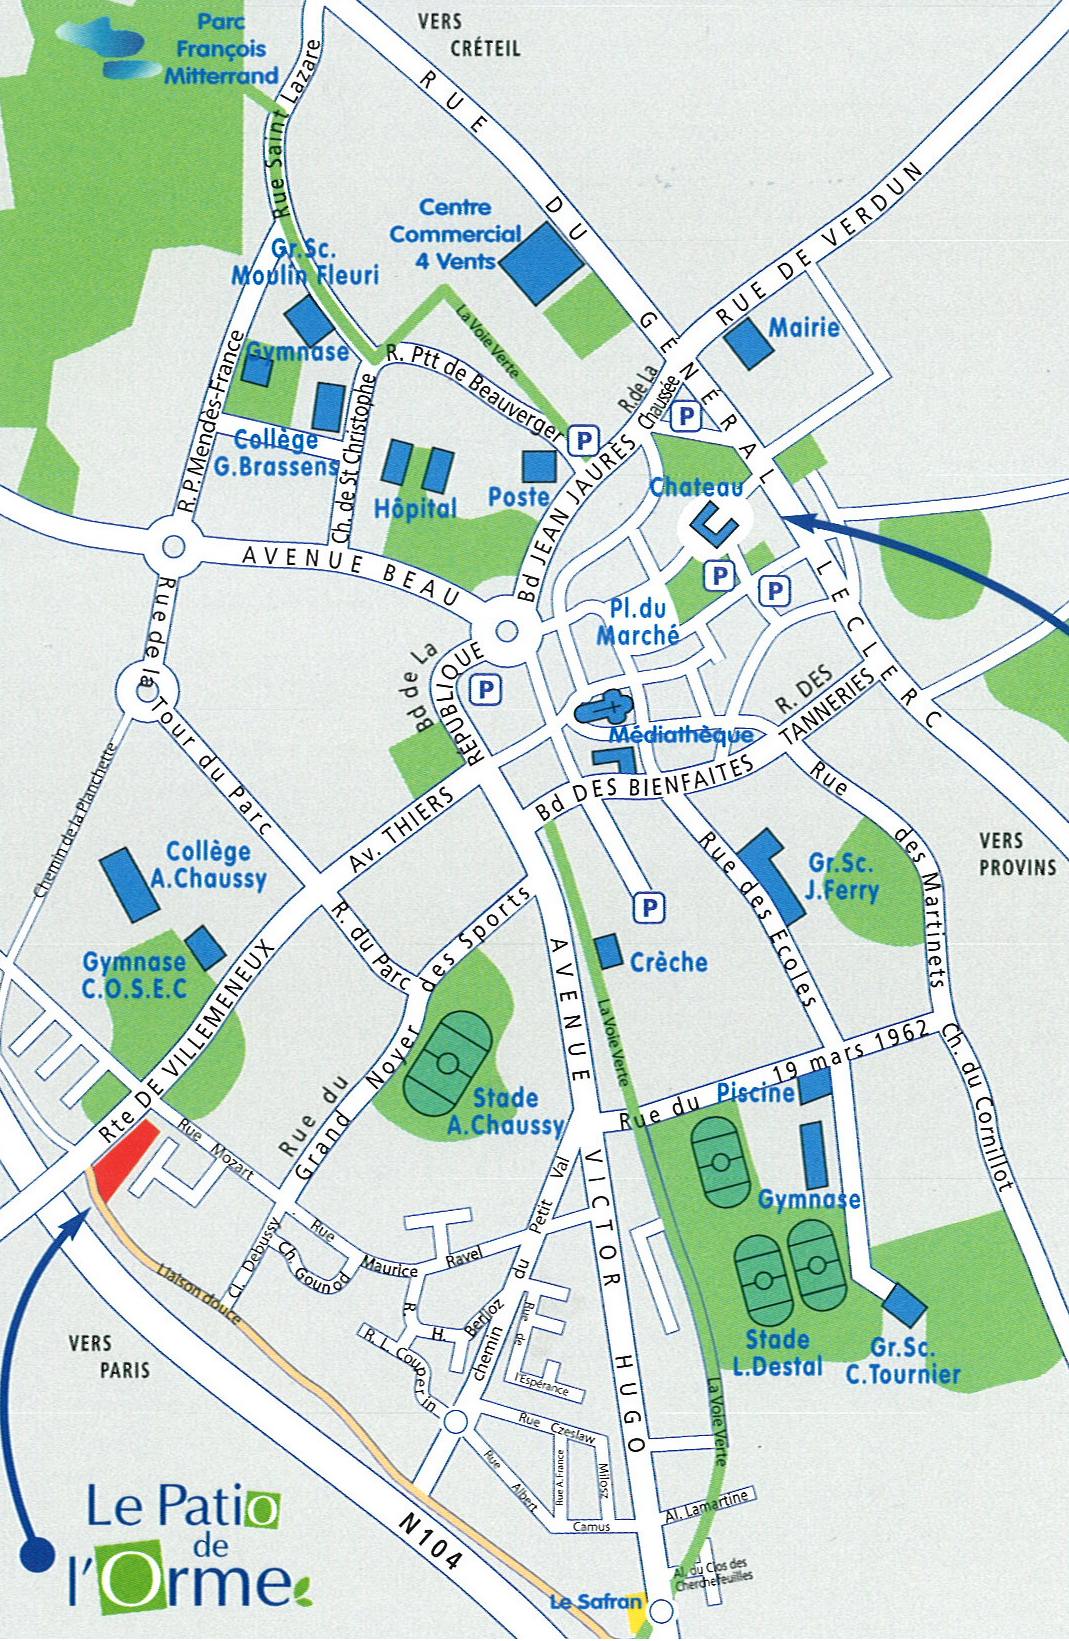 Parc
François
Mitterrand
VERS
CRÉTEIL
Rue Saint Lazare
RUE DU GÉNÉRAL LECLERC
RUE DE VERDUN
Centre
Commercial
4 Vents
Gr.Sc.
Moulin Fleuri
Gymnase
Mairie
La Voie Verte
R. Ptt de Beauverger
R.de La
Chaussée
P
P
R.P.Mendès-France
Collège
G.Brassens
Ch. de St Christophe
Hôpital
Poste
Bd JEAN JAURÈS
Chateau
AVENUE BEAU
P
P
Rue de la
Tour du Parc
Pl.du
Marché
Bd de La
RÉPUBLIQUE
P
R. DES
TANNERIES
Médiathèque
Bd DES BIENFAITES
Chemin de la Planchette
Av. THIERS
Rue
des Martinets
VERS
PROVINS
Collège
A.Chaussy
Rue des Ecoles
Gr.Sc.
J.Ferry
P
R. du Parc
des Sports
Gymnase
C.O.S.E.C
Crèche
AVENUE
VICTOR HUGO
La Voie Verte
Rte DE VILLEMENEUX
Rue du
Grand Noyer
Stade
A.Chaussy
Rue du 19 mars 1962
Piscine
Ch. du Cornillot
Rue Mozart
Gymnase
Rue
Maurice
Ravel
Cl. Debussy
Ch. Gounod
chemin du Petit Val
Liaison douce
R.
H.
Berlioz
Rue de
l'Espérance
R. L. Couperin
VERS
PARIS
Stade
L.Destal
Gr.Sc.
C.Tournier
La Voie Verte
Rue Czeslaw
Milosz
Rue A. France
Rue Albert
Camus
Al. Lamartine
N104
Al. du Clos des
Cherchefeuilles
Le Safran
Le Patio
de
l'Orme